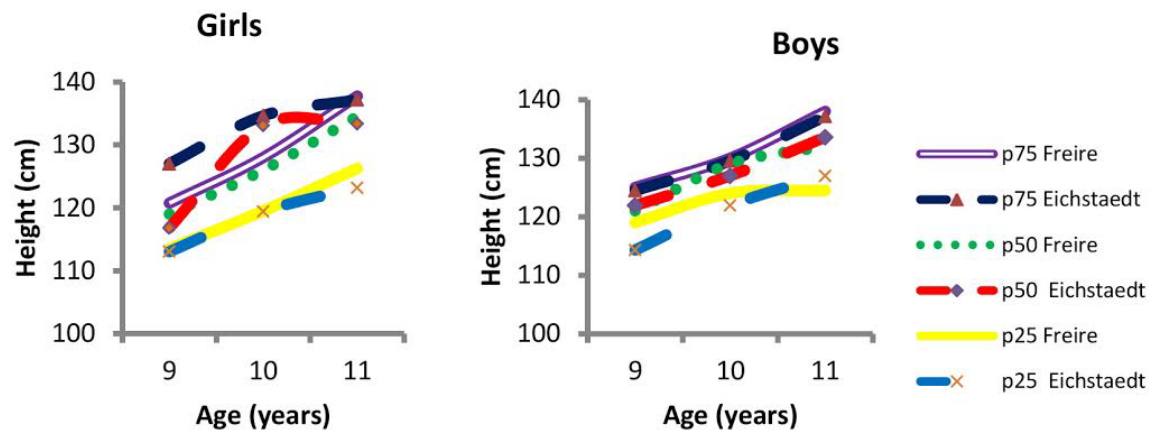 Girls
Height (cm)
140
130
120
110
100
9 10 11
Age (years)
Boys
Height (cm)
140
130
120
110
100
9 10 11
Age (years)
p75 Freire
p75 Eichstaedt
p50 Freire
p50 Eichstaedt
p25 Freire
p25 Eichstaedt